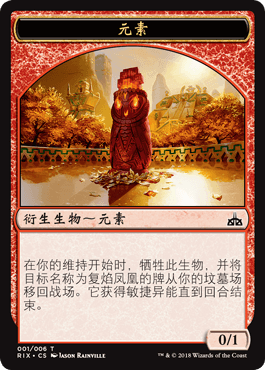 元素
衍生生物～元素
在你的维持开始时，牺牲此生物，并将
目标名称为复焰凤凰的牌从你的坟墓场
移回战场。它获得敏捷异能直到回合结
束。
0/1
001/006 T
RIX • CS JASON RAINVILLE
™ & © 2018 Wizards of the Coast